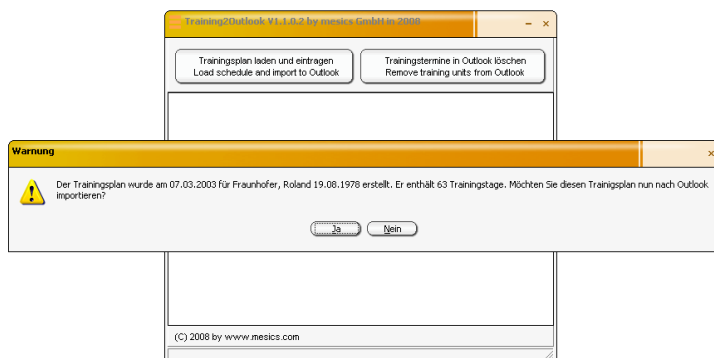 Training2Outlook V1.1.0.2 by mesics GmbH in 2008
Trainingsplan laden und eintragen
Load schedule and import to Outlook
Trainingstermine in Outlook löschen
Remove training units from Outlook
Warnung
Der Trainingsplan wurde am 07.03.2003 für Fraunhofer, Roland 19.08.1978 erstellt. Er enthält 63 Trainingstage. Möchten Sie diesen Trainigsplan nun nach Outlook
importieren?
Ja
Nein
(C) 2008 by www.mesics.com